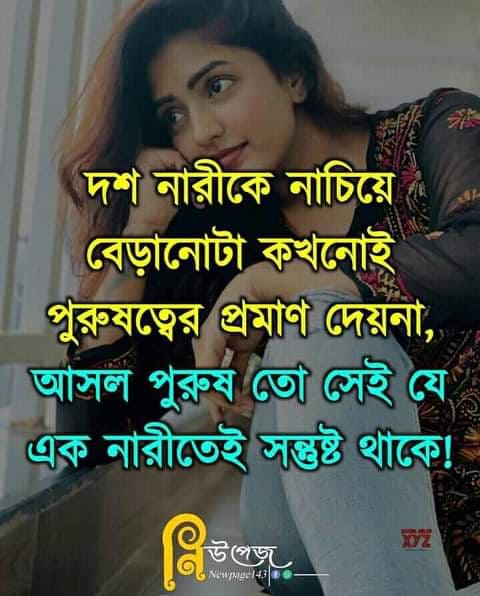 দশ নারীকে নাচিয়ে
বেড়ানোটা কখনোই
পুরুষত্বের প্রমাণ দেয়না,
আসল পুরুষ তো সেই যে
এক নারীতেই সন্তুষ্ট থাকে!
নিউপেজ
Newpage143
XYZ